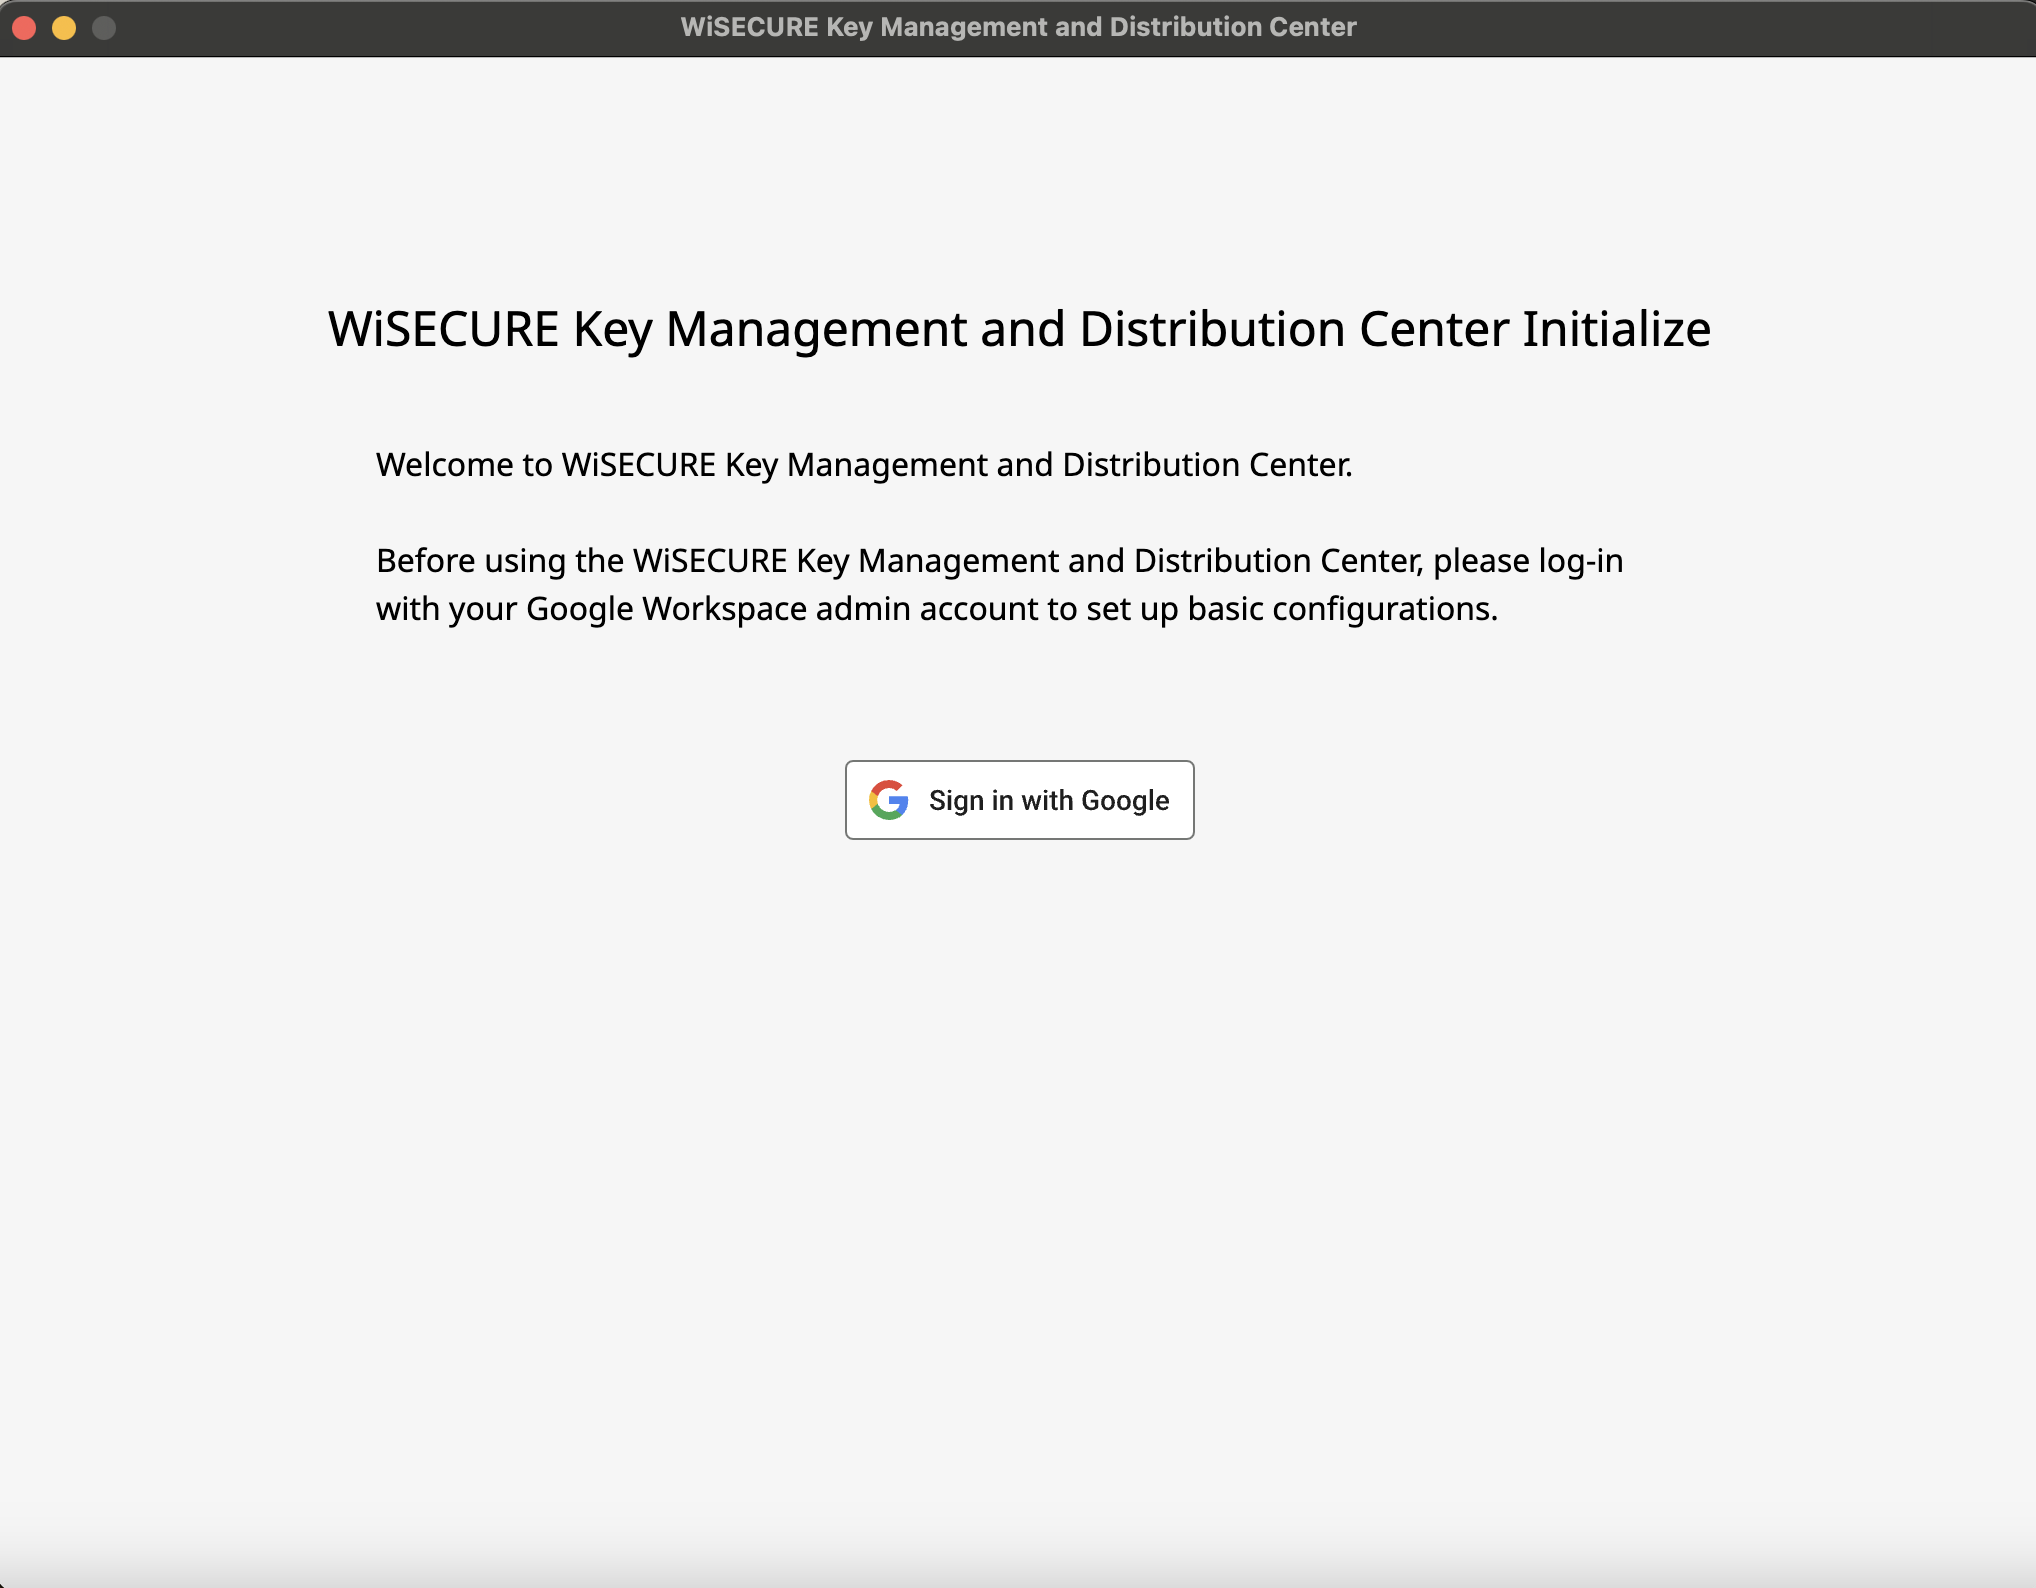 WiSECURE Key Management and Distribution Center
WiSECURE Key Management and Distribution Center Initialize
Welcome to WiSECURE Key Management and Distribution Center.
Before using the WiSECURE Key Management and Distribution Center, please log-in
with your Google Workspace admin account to set up basic configurations.
Sign in with Google